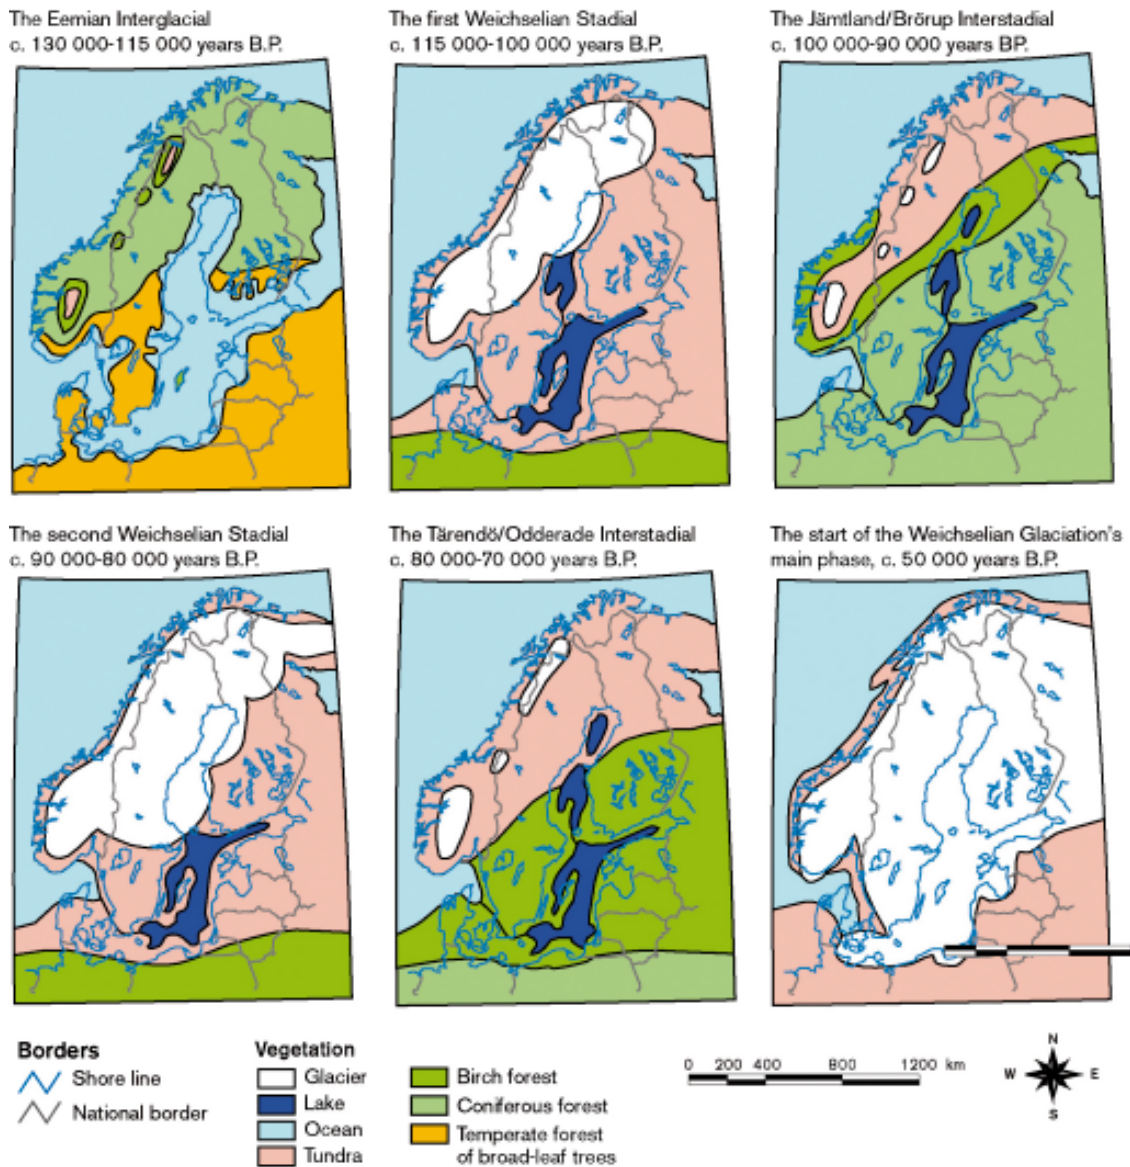 The Eemian Interglacial
c. 130 000-115 000 years B.P.
The first Weichselian Stadial
c. 115 000-100 000 years B.P.
The Jämtland/Brörup Interstadial
c. 100 000-90 000 years BP.
The second Weichselian Stadial
c. 90 000-80 000 years B.P.
The Tärendö/Odderade Interstadial
c. 80 000-70 000 years B.P.
The start of the Weichselian Glaciation's
main phase, c. 50 000 years B.P.
Borders
Shore line
National border
Vegetation
Glacier
Lake
Ocean
Tundra
Birch forest
Coniferous forest
Temperate forest
of broad-leaf trees
0 200 400 800 1200 km
N
W E
S